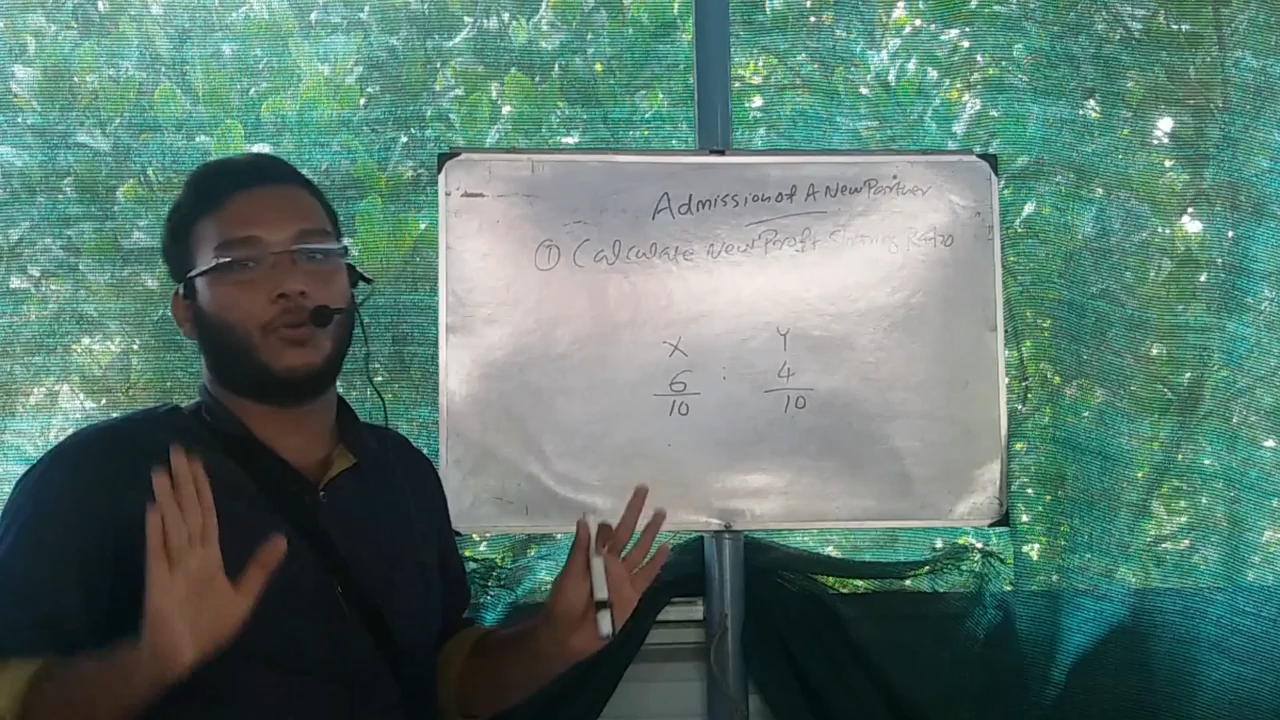 Admission of A New Partner
① Calculate New Profit Sharing Ratio
X Y
6 : 4
10 10